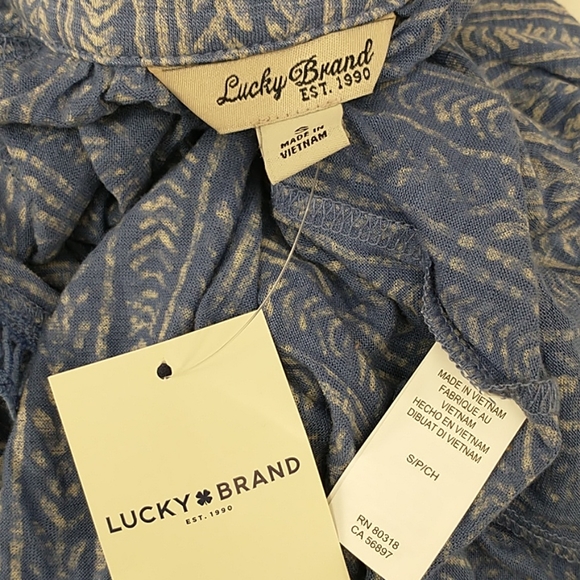 Lucky Brand
EST. 1990
S
MADE IN
VIETNAM
LUCKY BRAND
EST. 1990
MADE IN VIETNAM
FABRIQUE AU
VIETNAM
HECHO EN VIETNAM
DIBUAT DI VIETNAM
S/P/CH
RN 80318
CA 56897